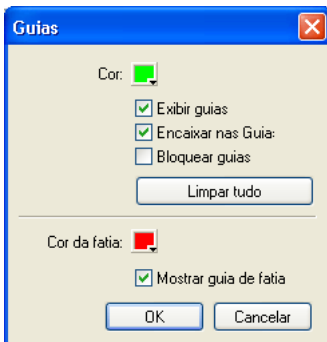 Guias
Cor:
Exibir guias
Encaixar nas Guia:
Bloquear guias
Limpar tudo
Cor da fatia:
Mostrar guia de fatia
OK Cancelar